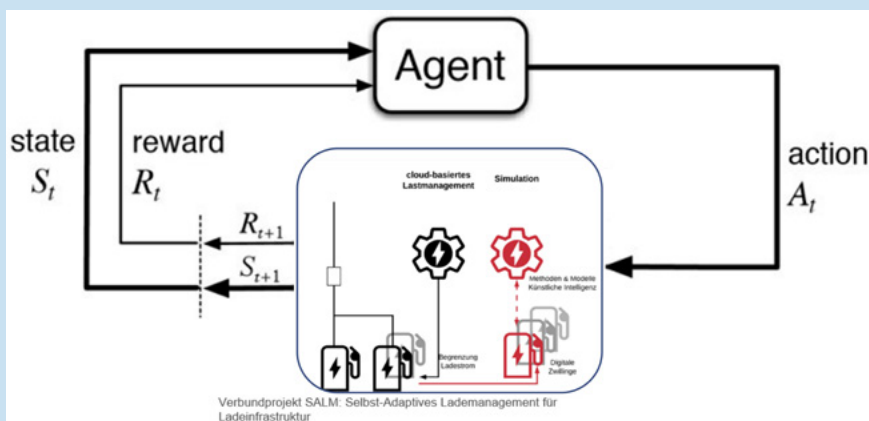 Agent
state
S_t
reward
R_t
action
A_t
R_{t+1}
S_{t+1}
cloud-basiertes
Lastmanagement
Simulation
Methoden & Modelle
Künstliche Intelligenz
Begrenzung
Ladestrom
Digitale
Zwillinge
Verbundprojekt SALM: Selbst-Adaptives Lademanagement für
Ladeinfrastruktur